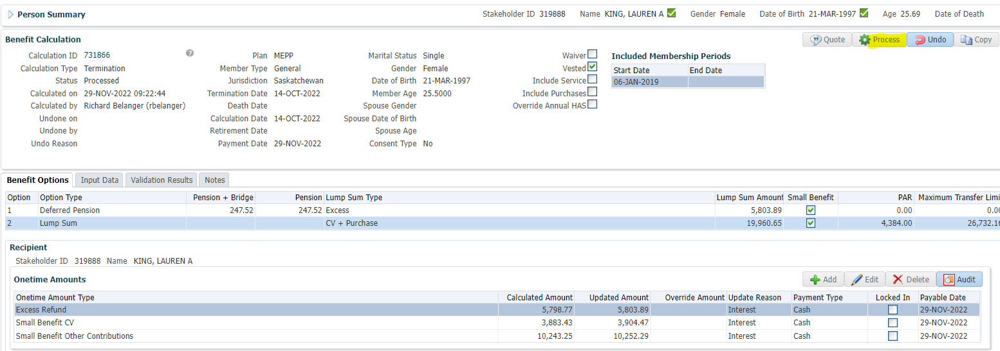 Person Summary Stakeholder ID 319888 Name KING, LAUREN A Gender Female Date of Birth 21-MAR-1997 Age 25.69 Date of Death
Benefit Calculation Quote Process Undo Copy
Calculation ID 731866 Plan MEPP Marital Status Single Waiver Included Membership Periods
Calculation Type Termination Member Type General Gender Female Vested Start Date End Date
Status Processed Jurisdiction Saskatchewan Date of Birth 21-MAR-1997 Include Service 06-JAN-2019
Calculated on 29-NOV-2022 09:22:44 Termination Date 14-OCT-2022 Member Age 25.5000 Include Purchases
Calculated by Richard Belanger (rbelanger) Death Date Spouse Gender Override Annual HAS
Undone on Calculation Date 14-OCT-2022 Spouse Date of Birth
Undone by Retirement Date Spouse Age
Undo Reason Payment Date 29-NOV-2022 Consent Type No
Benefit Options Input Data Validation Results Notes
Option Option Type Pension + Bridge Pension Lump Sum Type Lump Sum Amount Small Benefit PAR Maximum Transfer Limi
1 Deferred Pension 247.52 247.52 Excess 5,803.89 0.00 0.00
2 Lump Sum CV + Purchase 19,960.65 4,384.00 26,732.16
Recipient
Stakeholder ID 319888 Name KING, LAUREN A
Onetime Amounts Add Edit Delete Audit
Onetime Amount Type Calculated Amount Updated Amount Override Amount Update Reason Payment Type Locked In Payable Date
Excess Refund 5,798.77 5,803.89 Interest Cash 29-NOV-2022
Small Benefit CV 3,883.43 3,904.47 Interest Cash 29-NOV-2022
Small Benefit Other Contributions 10,243.25 10,252.29 Interest Cash 29-NOV-2022